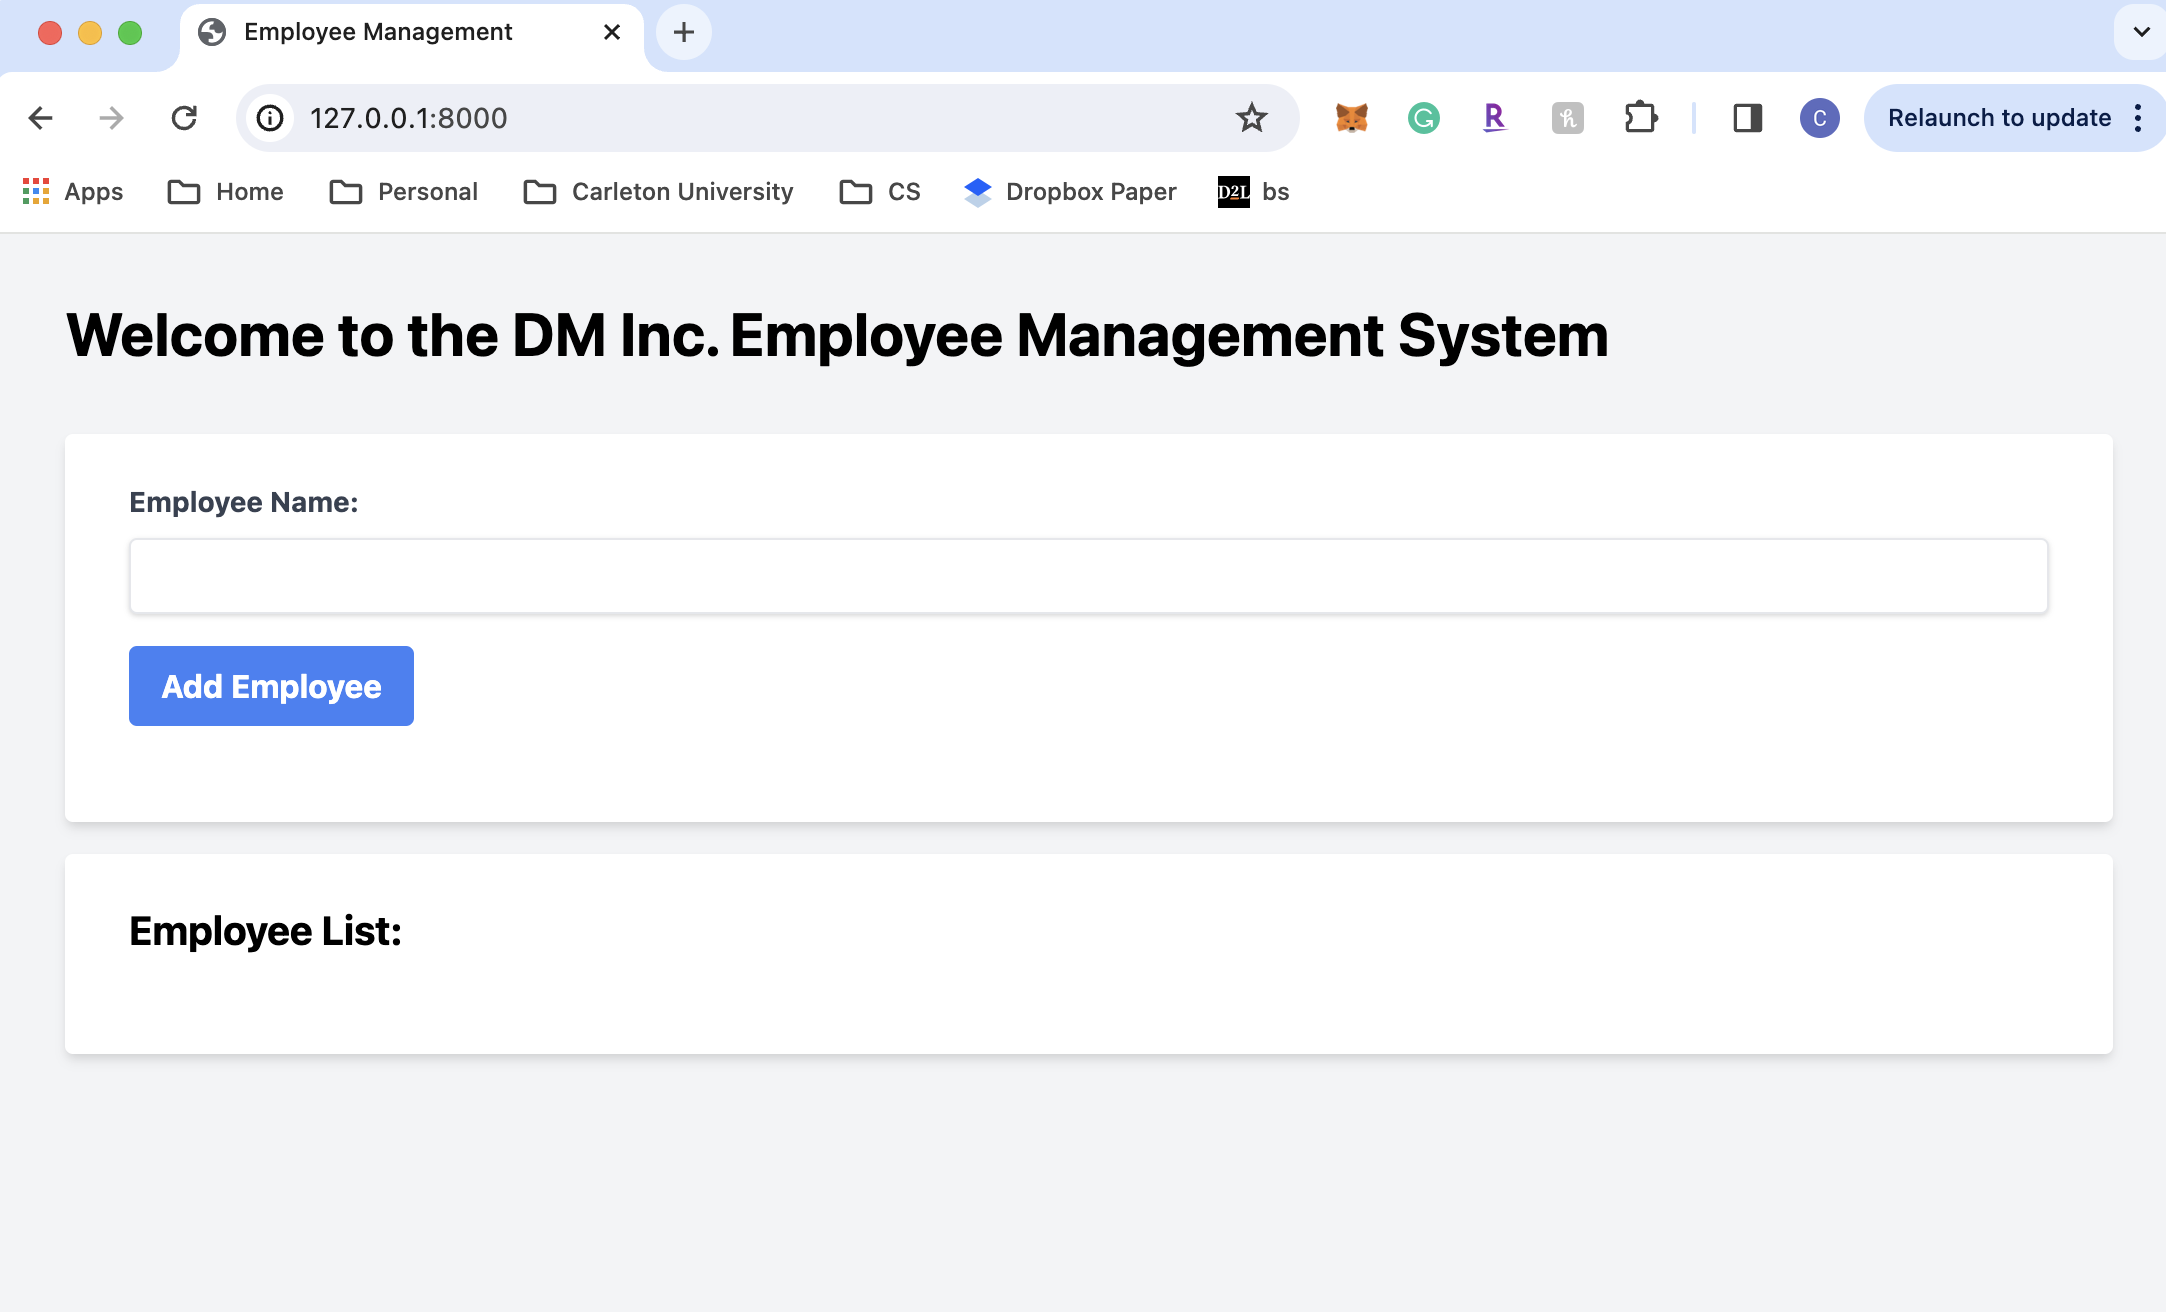 Employee Management
127.0.0.1:8000
R
h
C
Relaunch to update
Apps Home Personal Carleton University CS Dropbox Paper D2L bs
Welcome to the DM Inc. Employee Management System
Employee Name:
Add Employee
Employee List: